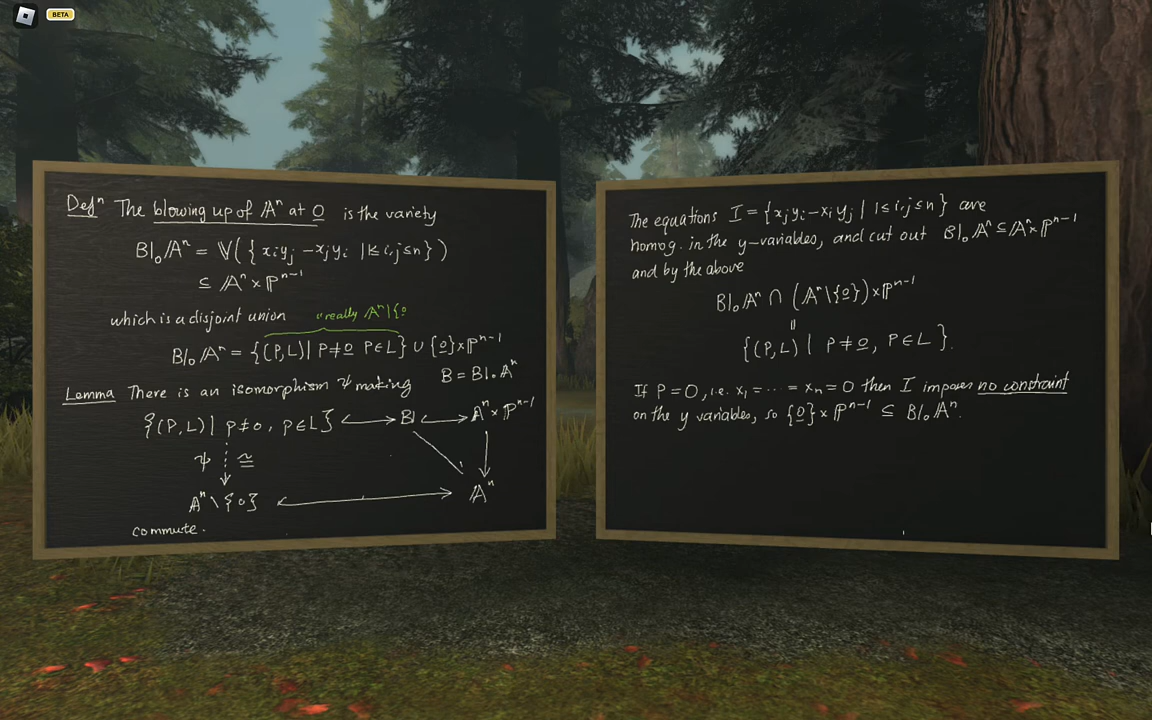 BETA
Defⁿ The blowing up of 𝔸ⁿ at 0 is the variety
Bl₀𝔸ⁿ = 𝕍({ xᵢyⱼ - xⱼyᵢ | 1≤i,j≤n })
⊆ 𝔸ⁿ × ℙⁿ⁻¹
which is a disjoint union "really 𝔸ⁿ\{0
Bl₀𝔸ⁿ = {(P,L) | P≠0 P∈L} ∪ {0}×ℙⁿ⁻¹
B = Bl₀𝔸ⁿ
Lemma There is an isomorphism Ψ making
{(P,L) | P≠0, P∈L} ⟷ Bl ⟷ 𝔸ⁿ × ℙⁿ⁻¹
Ψ ≅
𝔸ⁿ \ {0} ⟷ 𝔸ⁿ
commute.
The equations I = {xⱼyᵢ - xᵢyⱼ | 1≤i,j≤n} are
homog. in the y-variables, and cut out Bl₀𝔸ⁿ ⊆ 𝔸ⁿ×ℙⁿ⁻¹
and by the above
Bl₀𝔸ⁿ ∩ (𝔸ⁿ\{0})×ℙⁿ⁻¹
||
{(P,L) | P≠0, P∈L}.
If P=0, i.e. x₁ = ⋯ = xₙ = 0 then I imposes no constraint
on the y variables, so {0} × ℙⁿ⁻¹ ⊆ Bl₀𝔸ⁿ.